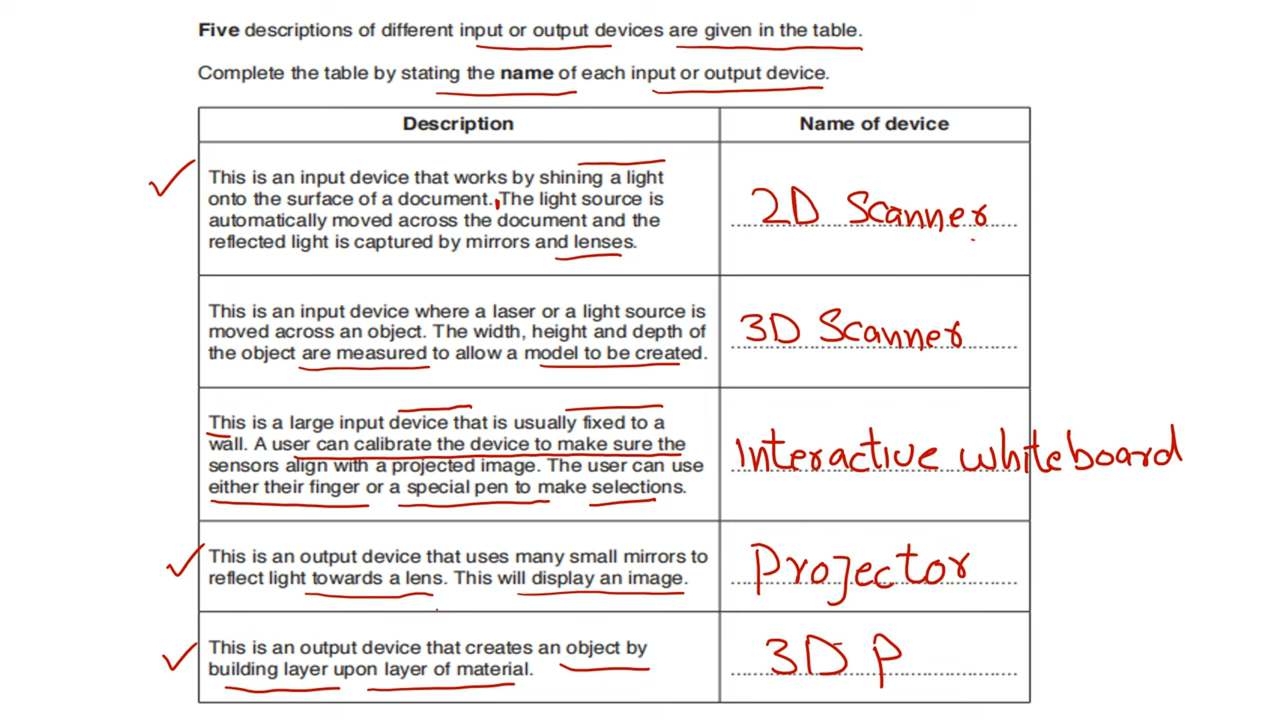 Five descriptions of different input or output devices are given in the table.
Complete the table by stating the name of each input or output device.
Description
Name of device
This is an input device that works by shining a light
onto the surface of a document. The light source is
automatically moved across the document and the
reflected light is captured by mirrors and lenses.
2D Scanner
This is an input device where a laser or a light source is
moved across an object. The width, height and depth of
the object are measured to allow a model to be created.
3D Scanner
This is a large input device that is usually fixed to a
wall. A user can calibrate the device to make sure the
sensors align with a projected image. The user can use
either their finger or a special pen to make selections.
Interactive whiteboard
This is an output device that uses many small mirrors to
reflect light towards a lens. This will display an image.
Projector
This is an output device that creates an object by
building layer upon layer of material.
3D P